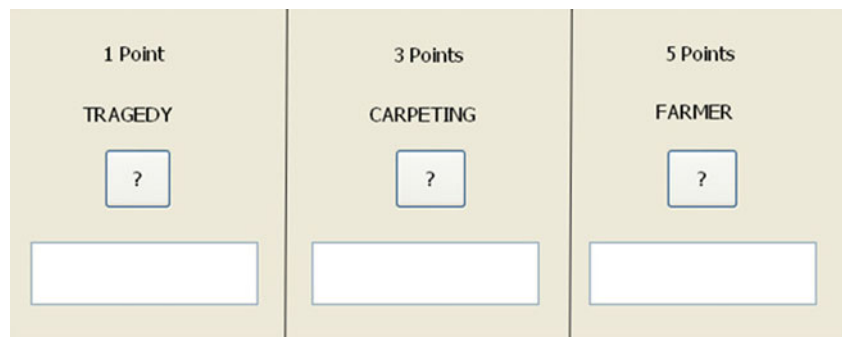 1 Point
TRAGEDY
?
3 Points
CARPETING
?
5 Points
FARMER
?